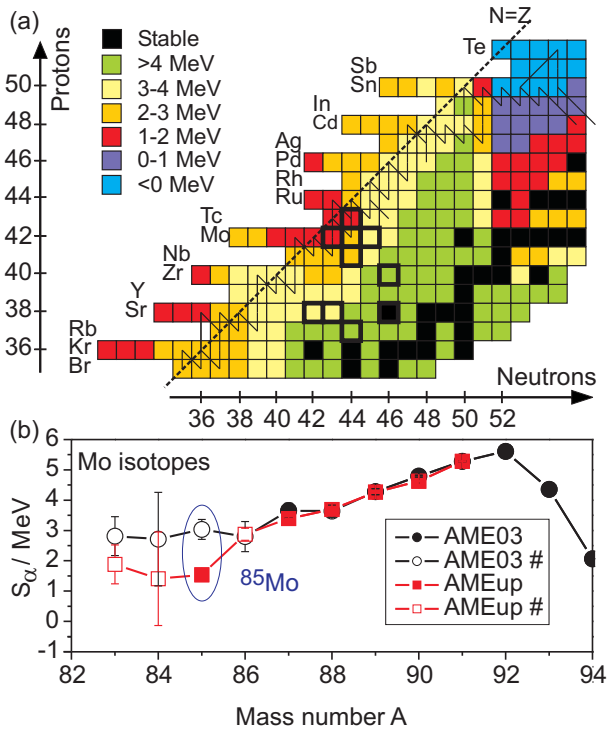 (a)
N=Z
Protons
Stable
>4 MeV
3-4 MeV
2-3 MeV
1-2 MeV
0-1 MeV
<0 MeV
Te
Sb
Sn
In
Cd
Ag
Pd
Rh
Ru
Tc
Mo
Nb
Zr
Y
Sr
Rb
Kr
Br
50
48
46
44
42
40
38
36
Neutrons
36 38 40 42 44 46 48 50 52
(b)
Mo isotopes
Sα / MeV
6
5
4
3
2
1
0
-1
85Mo
AME03
AME03 #
AMEup
AMEup #
82 84 86 88 90 92 94
Mass number A